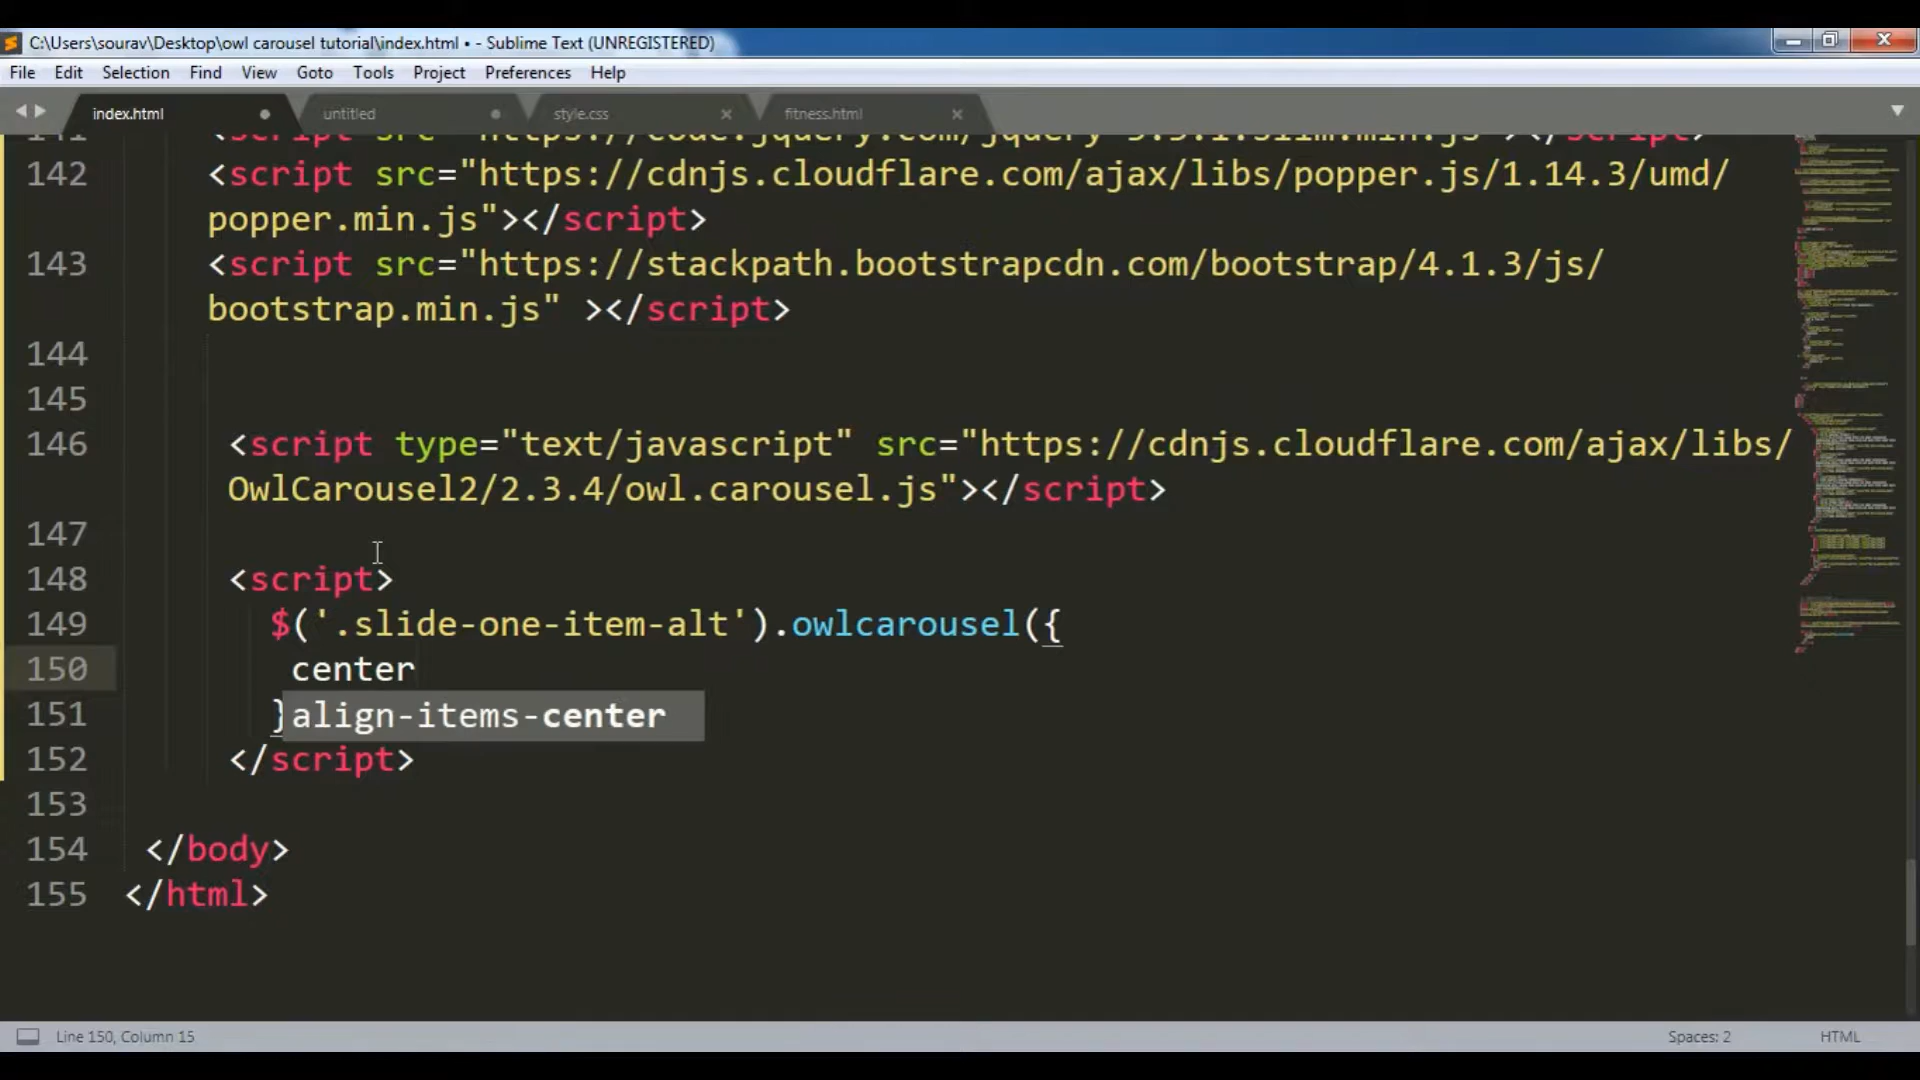 C:\Users\sourav\Desktop\owl carousel tutorial\index.html • - Sublime Text (UNREGISTERED)
File Edit Selection Find View Goto Tools Project Preferences Help
index.html untitled style.css fitness.html
142 <script src="https://cdnjs.cloudflare.com/ajax/libs/popper.js/1.14.3/umd/
popper.min.js"></script>
143 <script src="https://stackpath.bootstrapcdn.com/bootstrap/4.1.3/js/
bootstrap.min.js" ></script>
144
145
146 <script type="text/javascript" src="https://cdnjs.cloudflare.com/ajax/libs/
OwlCarousel2/2.3.4/owl.carousel.js"></script>
147
148 <script>
149 $('.slide-one-item-alt').owlcarousel({
150 center
151 } align-items-center
152 </script>
153
154 </body>
155 </html>
Line 150, Column 15 Spaces: 2 HTML